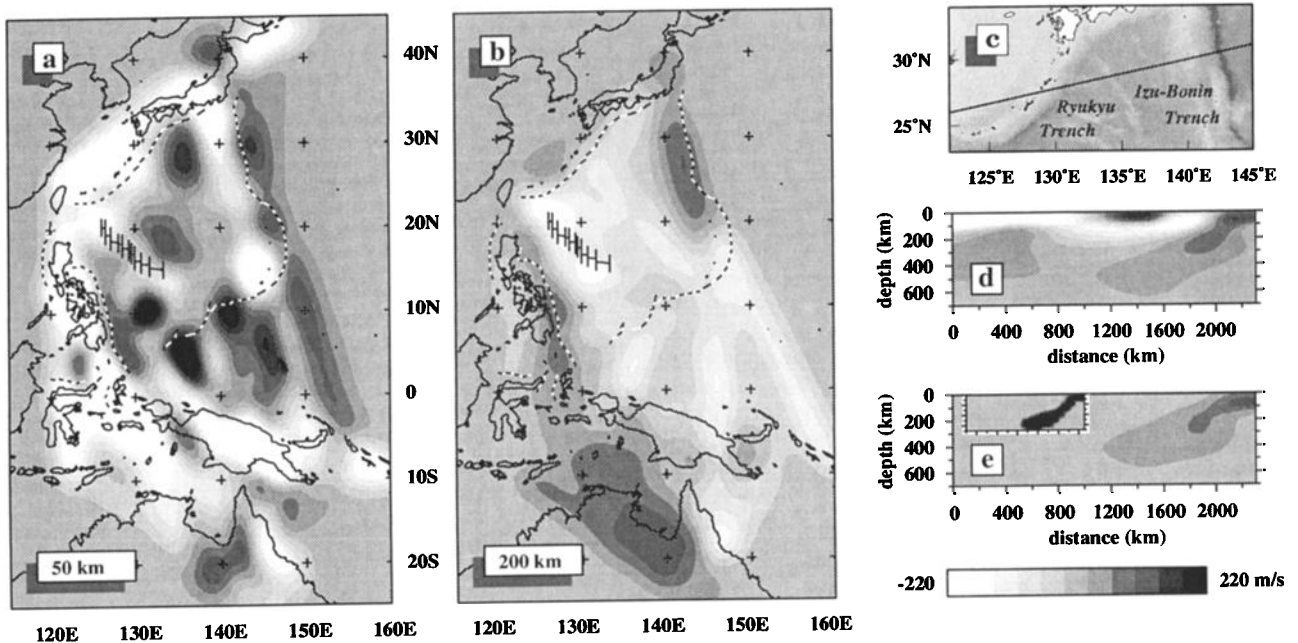 a
50 km
120E 130E 140E 150E 160E
40N
30N
20N
10N
0
10S
20S
b
200 km
120E 130E 140E 150E 160E
c
30°N
25°N
Ryukyu
Trench
Izu-Bonin
Trench
125°E 130°E 135°E 140°E 145°E
0
200
400
600
depth (km)
d
0 400 800 1200 1600 2000
distance (km)
0
200
400
600
depth (km)
e
0 400 800 1200 1600 2000
distance (km)
-220 220 m/s